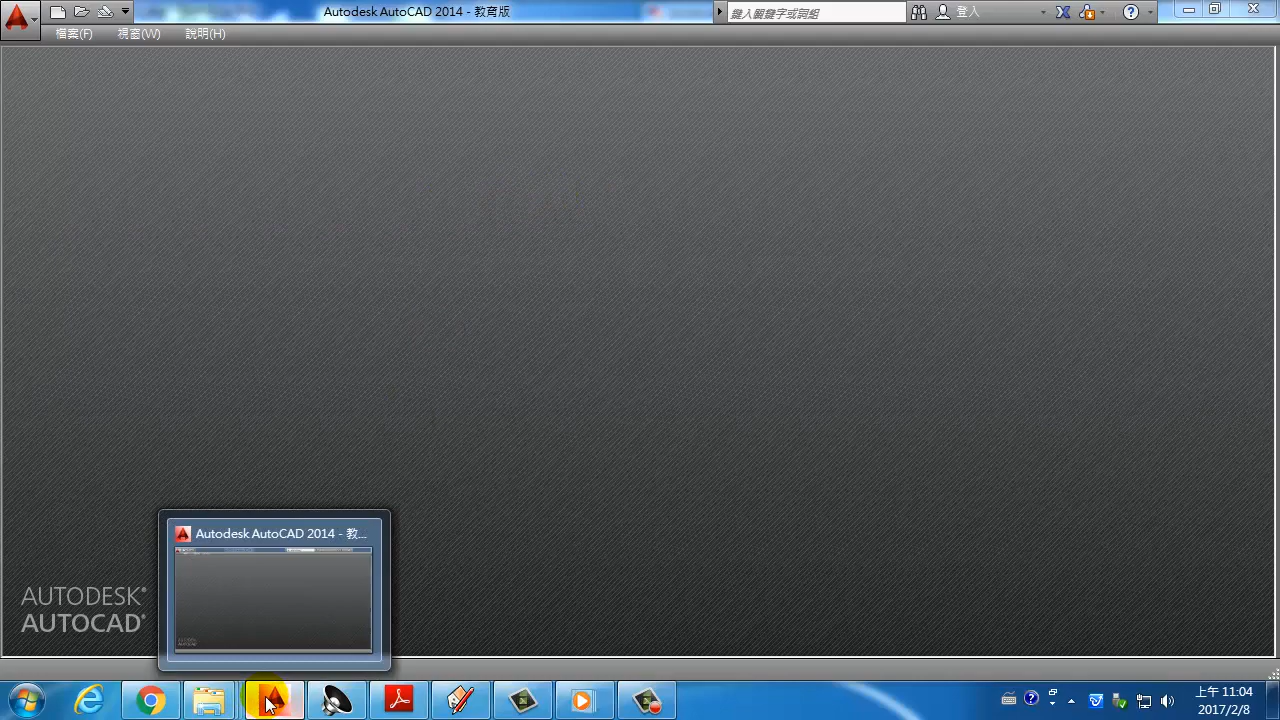 Autodesk AutoCAD 2014 - 教育版
鍵入關鍵字或詞組
登入
檔案(F) 視窗(W) 說明(H)
Autodesk AutoCAD 2014 - 教...
AUTODESK®
AUTOCAD®
上午 11:04
2017/2/8